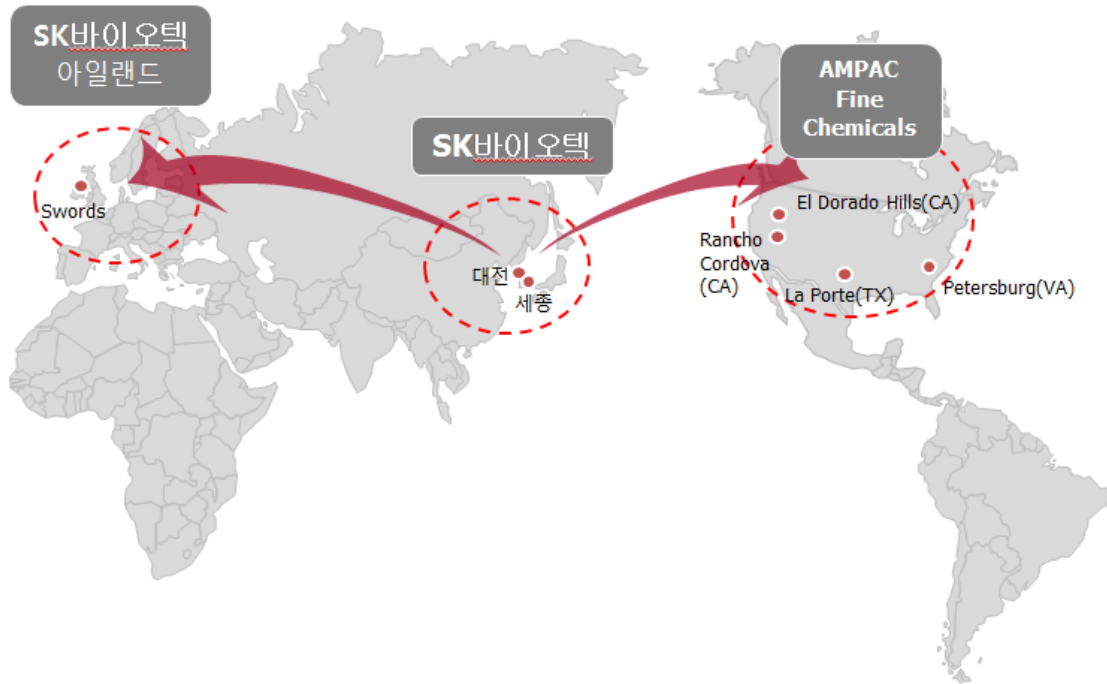 SK바이오텍
아일랜드
AMPAC
Fine
Chemicals
SK바이오텍
Swords
대전
세종
El Dorado Hills(CA)
Rancho
Cordova
(CA)
La Porte(TX)
Petersburg(VA)